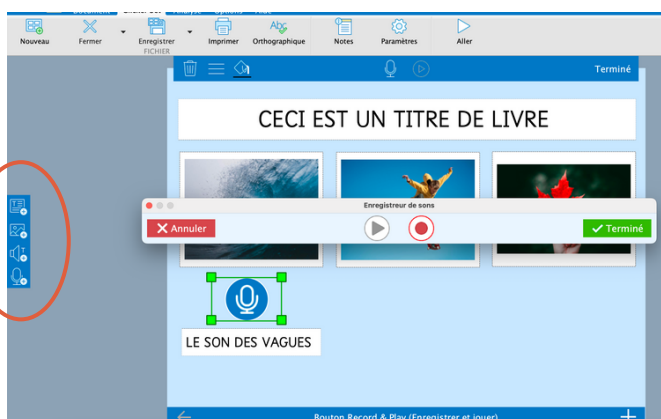 Nouveau
Fermer
Enregistrer
Imprimer
Orthographique
Notes
Paramètres
Aller
FICHIER
Terminé
CECI EST UN TITRE DE LIVRE
Enregistreur de sons
Annuler
Terminé
LE SON DES VAGUES
Bouton Record & Play (Enregistrer et jouer)